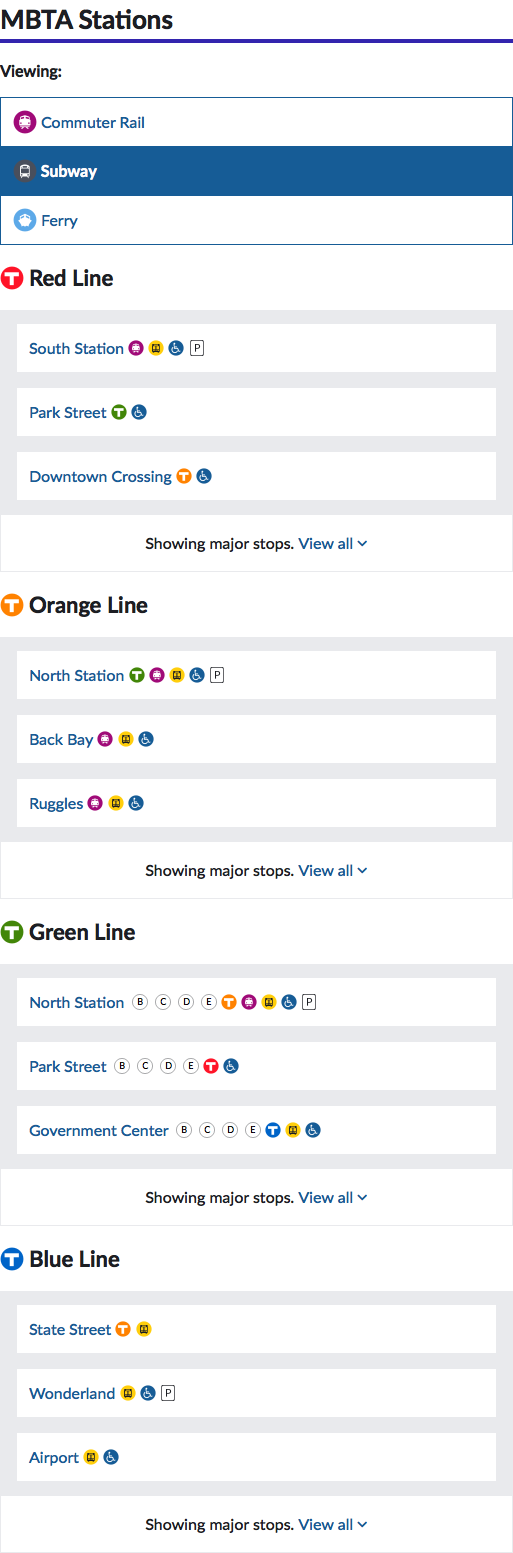 MBTA Stations
Viewing:
Commuter Rail
Subway
Ferry
T Red Line
South Station P
Park Street T
Downtown Crossing T
Showing major stops. View all
T Orange Line
North Station T P
Back Bay
Ruggles
Showing major stops. View all
T Green Line
North Station B C D E T P
Park Street B C D E T
Government Center B C D E T
Showing major stops. View all
T Blue Line
State Street T
Wonderland P
Airport
Showing major stops. View all